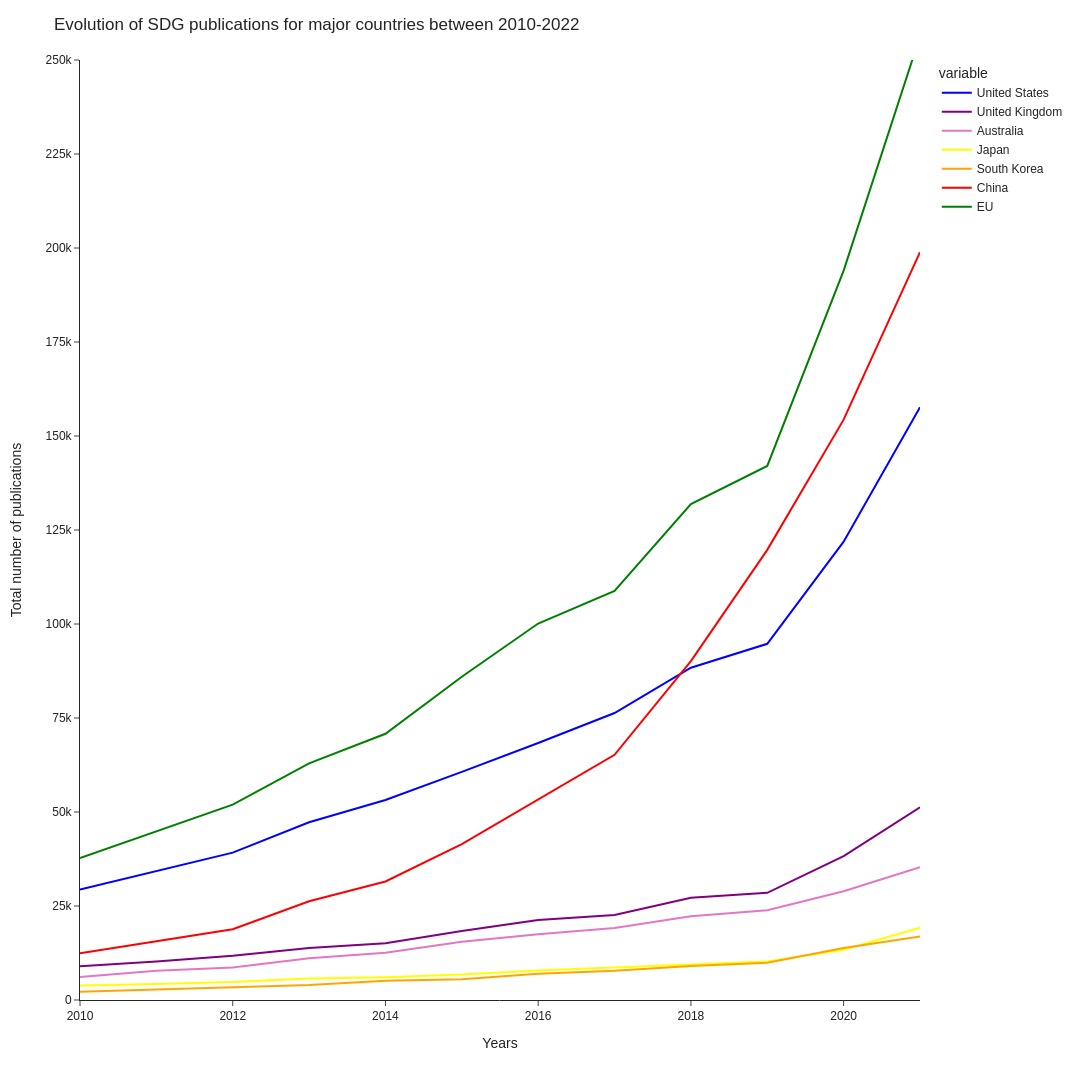 Evolution of SDG publications for major countries between 2010-2022
250k
225k
200k
175k
150k
125k
100k
75k
50k
25k
0
Total number of publications
2010
2012
2014
2016
2018
2020
Years
variable
United States
United Kingdom
Australia
Japan
South Korea
China
EU